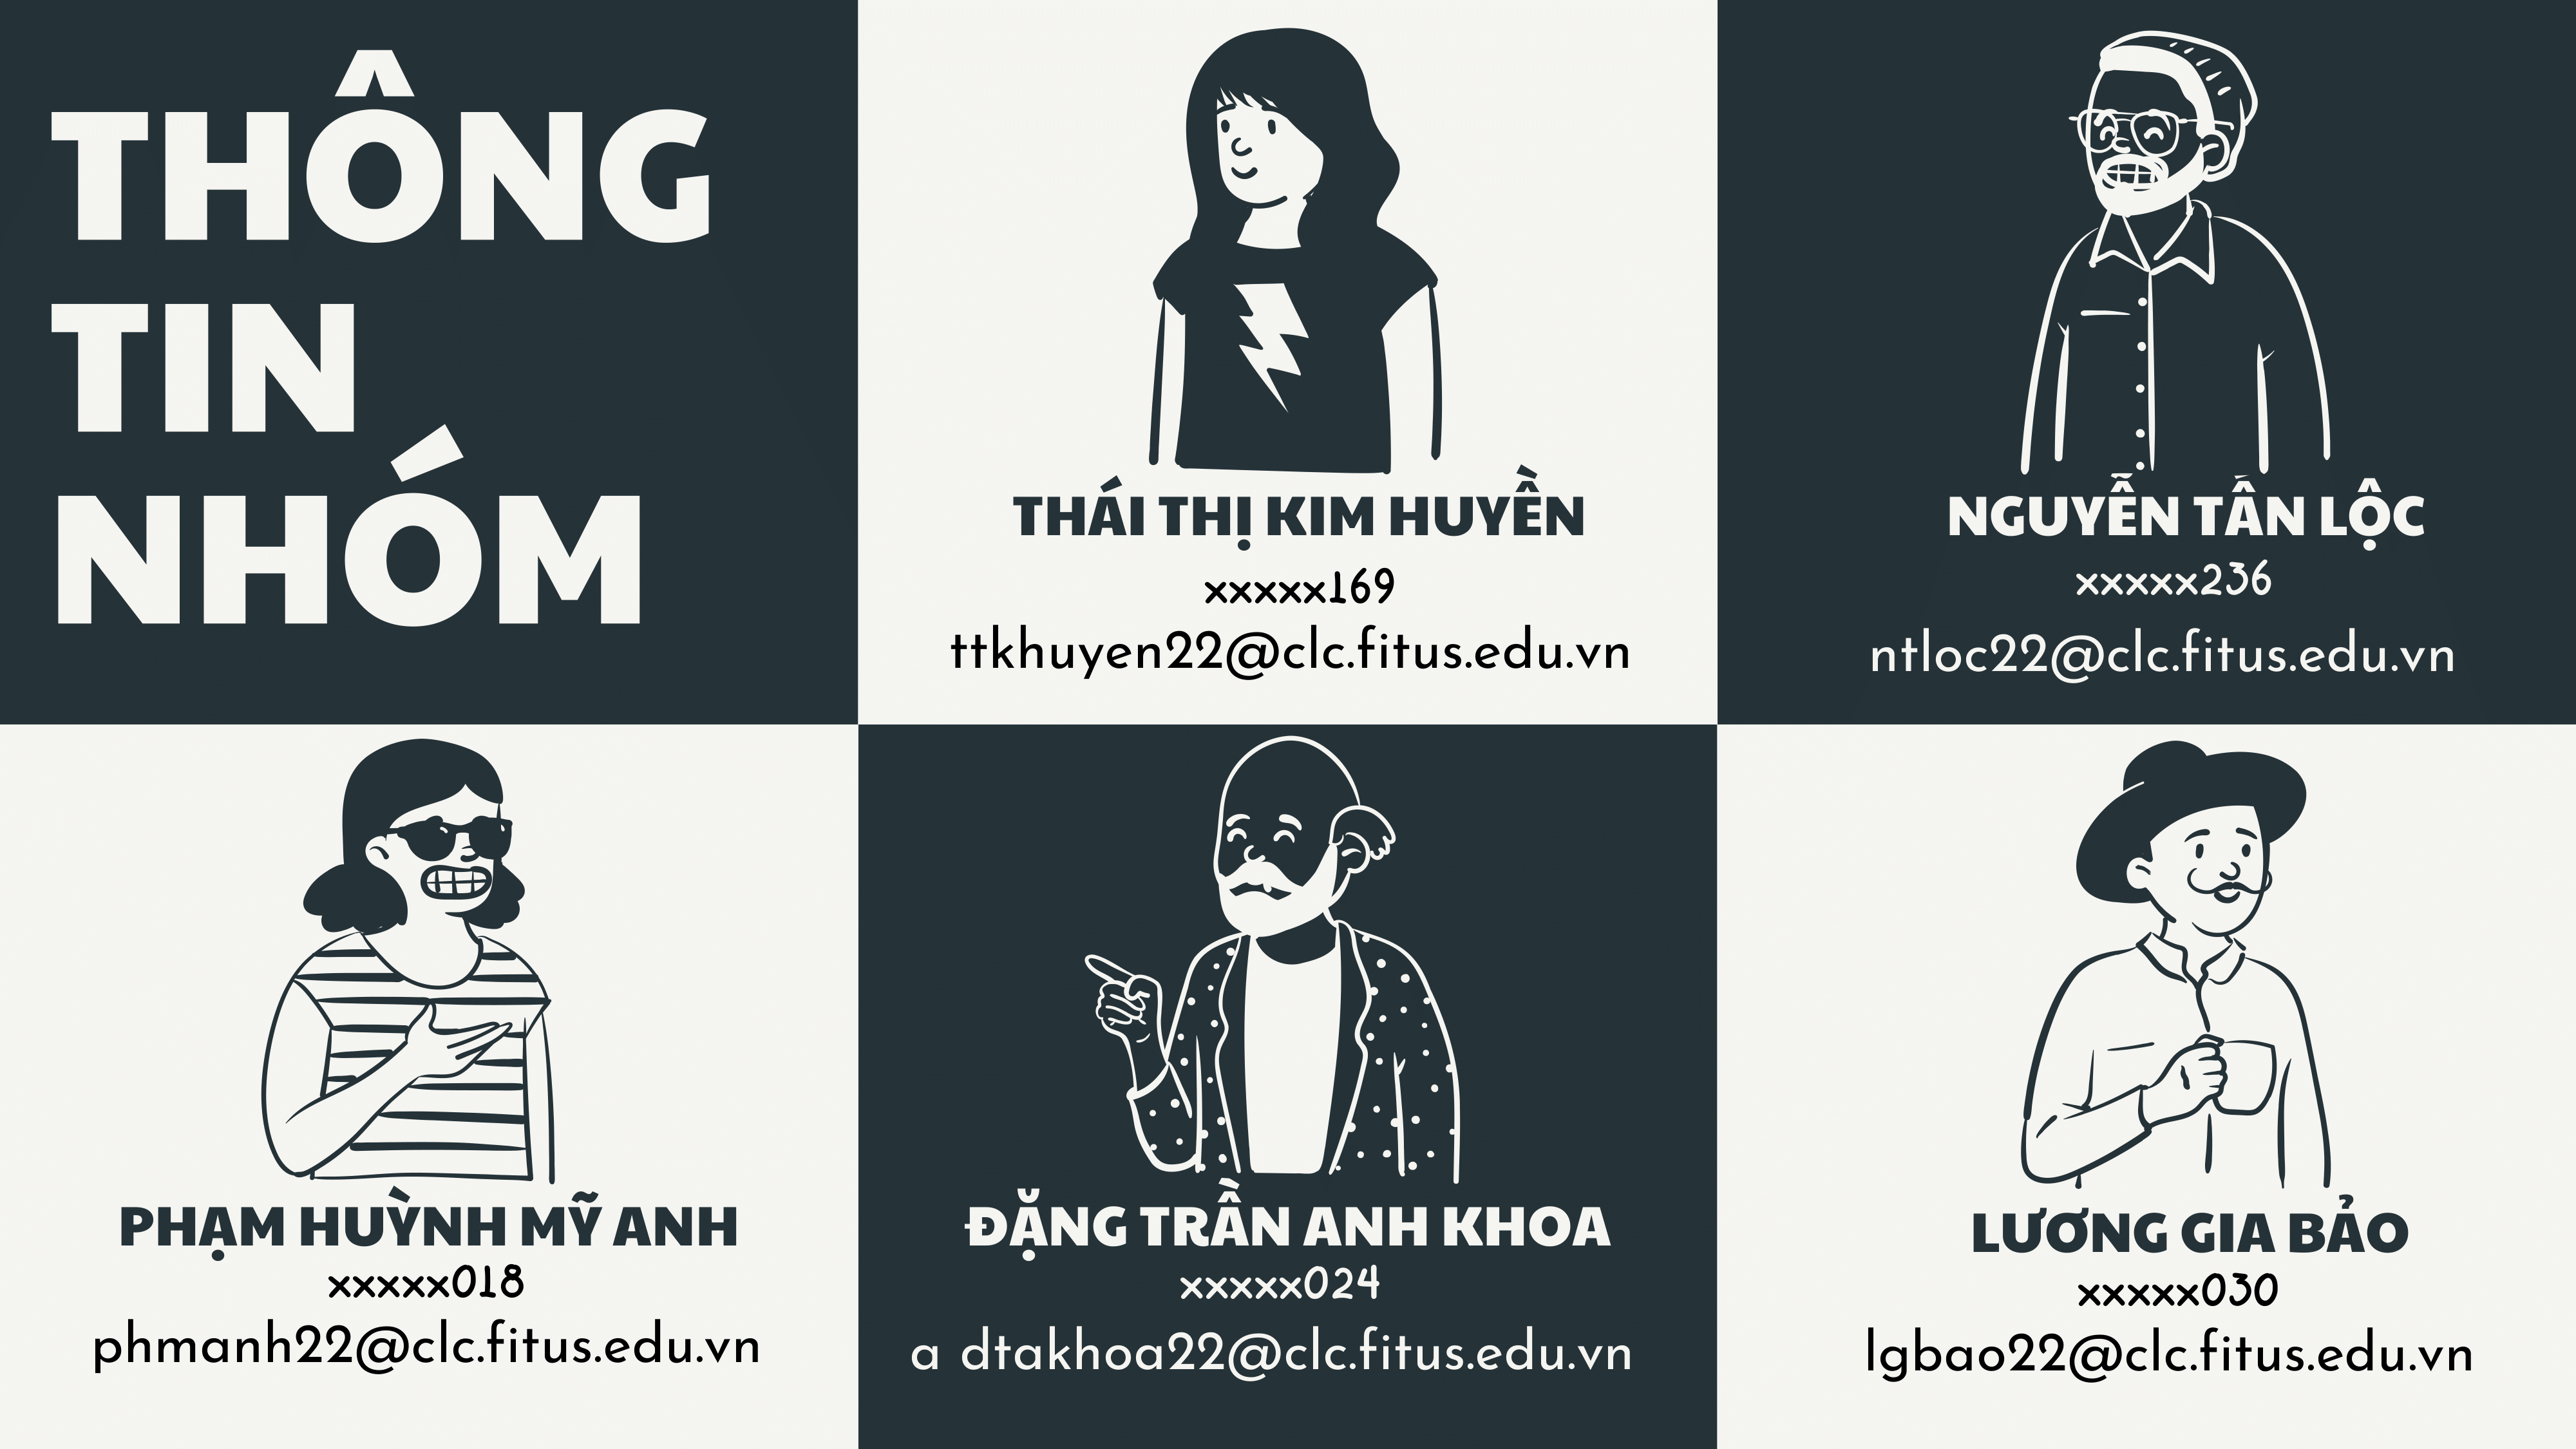 THÔNG
TIN
NHÓM
THÁI THỊ KIM HUYỀN
xxxxx169
ttkhuyen22@clc.fitus.edu.vn
NGUYỄN TẤN LỘC
xxxxx236
ntloc22@clc.fitus.edu.vn
PHẠM HUỲNH MỸ ANH
xxxxx018
phmanh22@clc.fitus.edu.vn
ĐẶNG TRẦN ANH KHOA
xxxxx024
a dtakhoa22@clc.fitus.edu.vn
LƯƠNG GIA BẢO
xxxxx030
lgbao22@clc.fitus.edu.vn